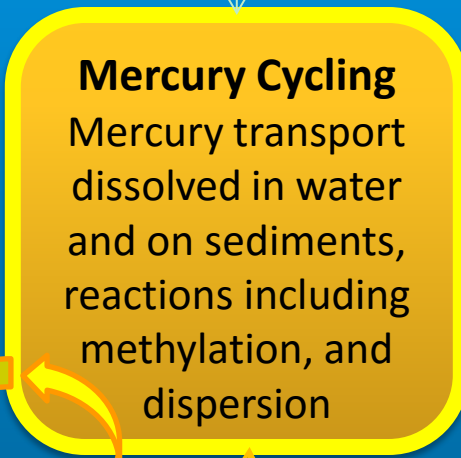 Mercury Cycling
Mercury transport
dissolved in water
and on sediments,
reactions including
methylation, and
dispersion